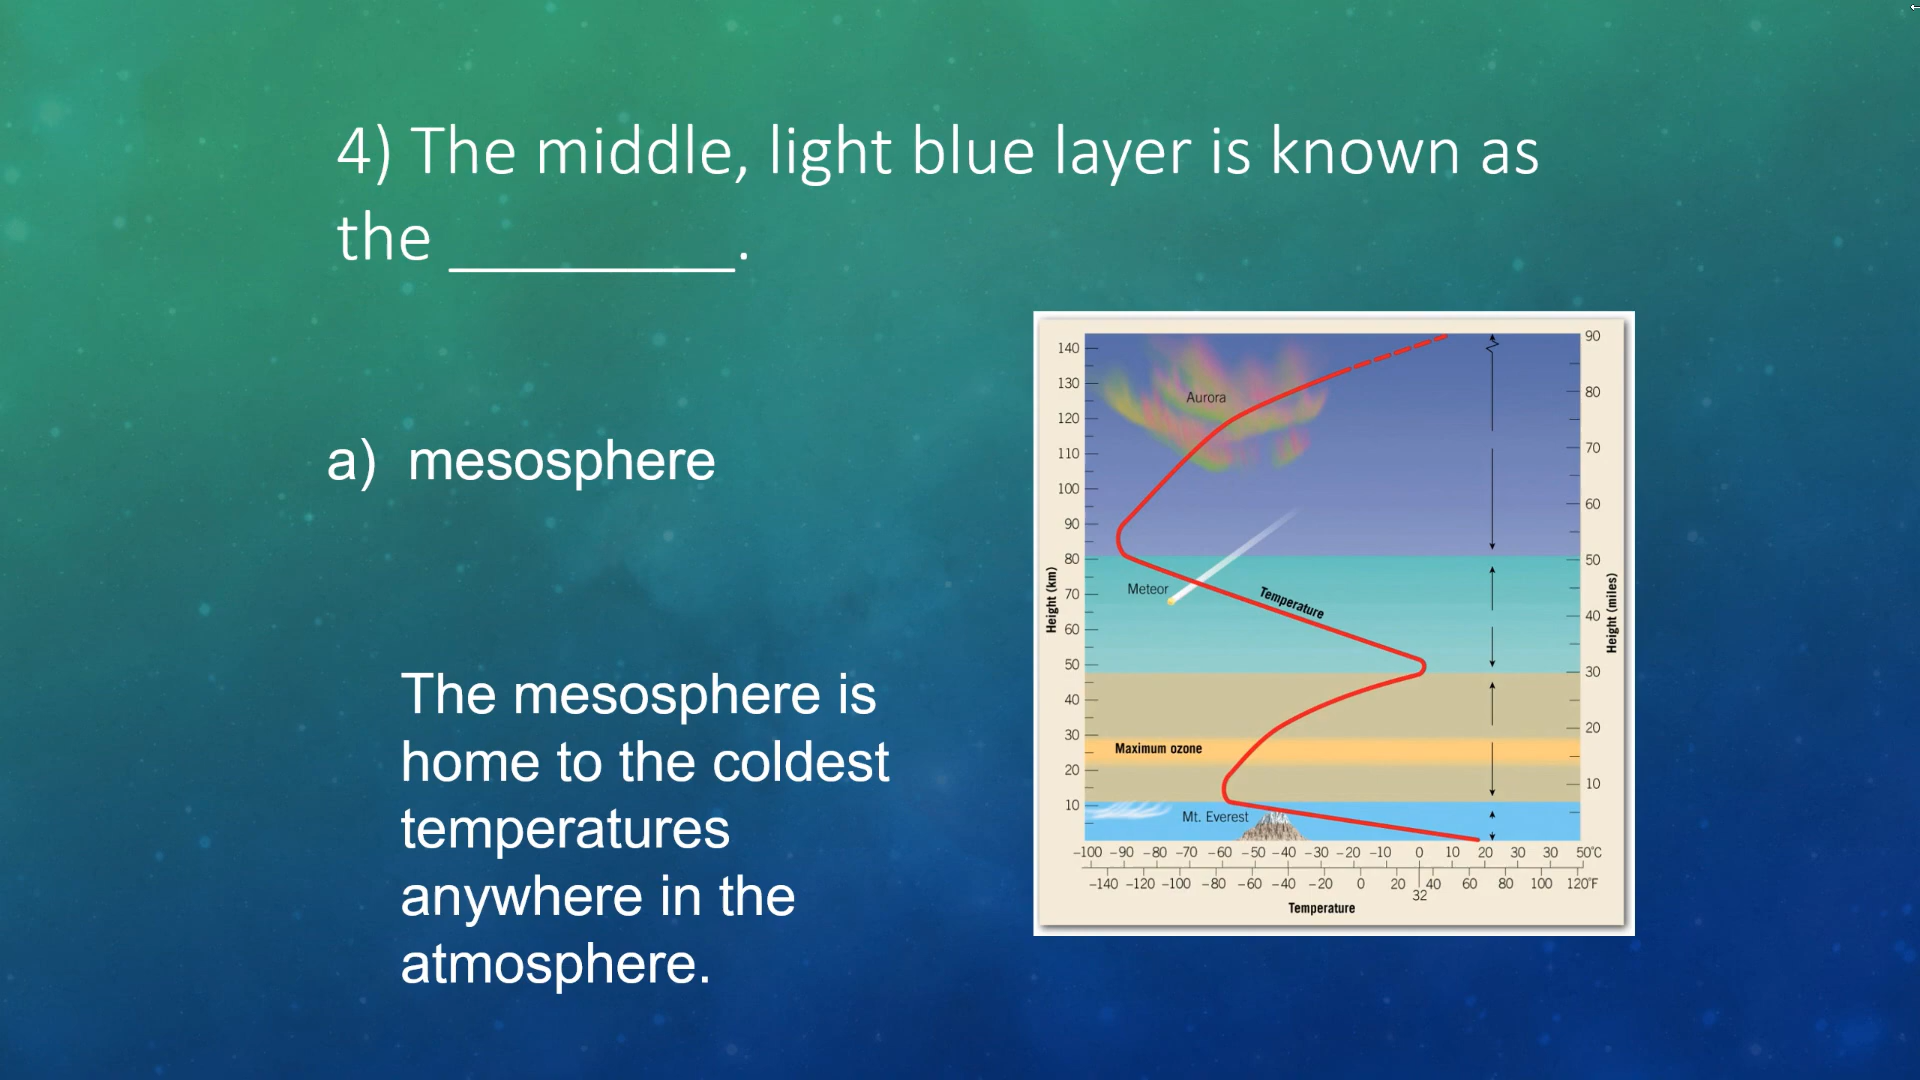 4) The middle, light blue layer is known as
the _________.
a) mesosphere
The mesosphere is
home to the coldest
temperatures
anywhere in the
atmosphere.
140
130
120
110
100
90
80
70
60
50
40
30
20
10
Height (km)
90
80
70
60
50
40
30
20
10
Height (miles)
Aurora
Meteor
Temperature
Maximum ozone
Mt. Everest
-100 -90 -80 -70 -60 -50 -40 -30 -20 -10 0 10 20 30 30 50°C
-140 -120 -100 -80 -60 -40 -20 0 20 40 60 80 100 120°F
32
Temperature